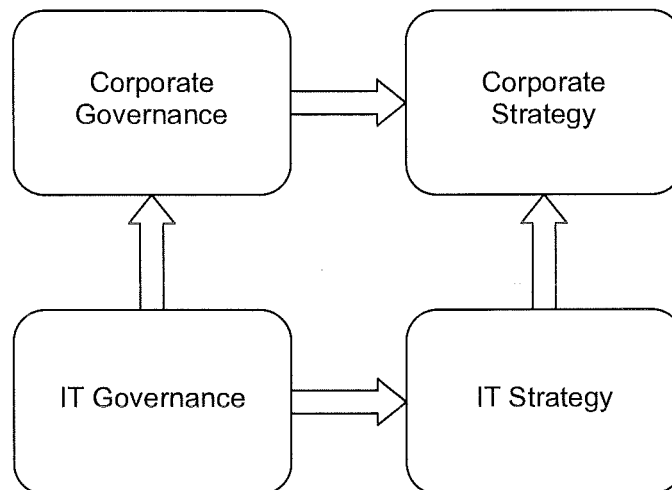 Corporate
Governance
Corporate
Strategy
IT Governance
IT Strategy